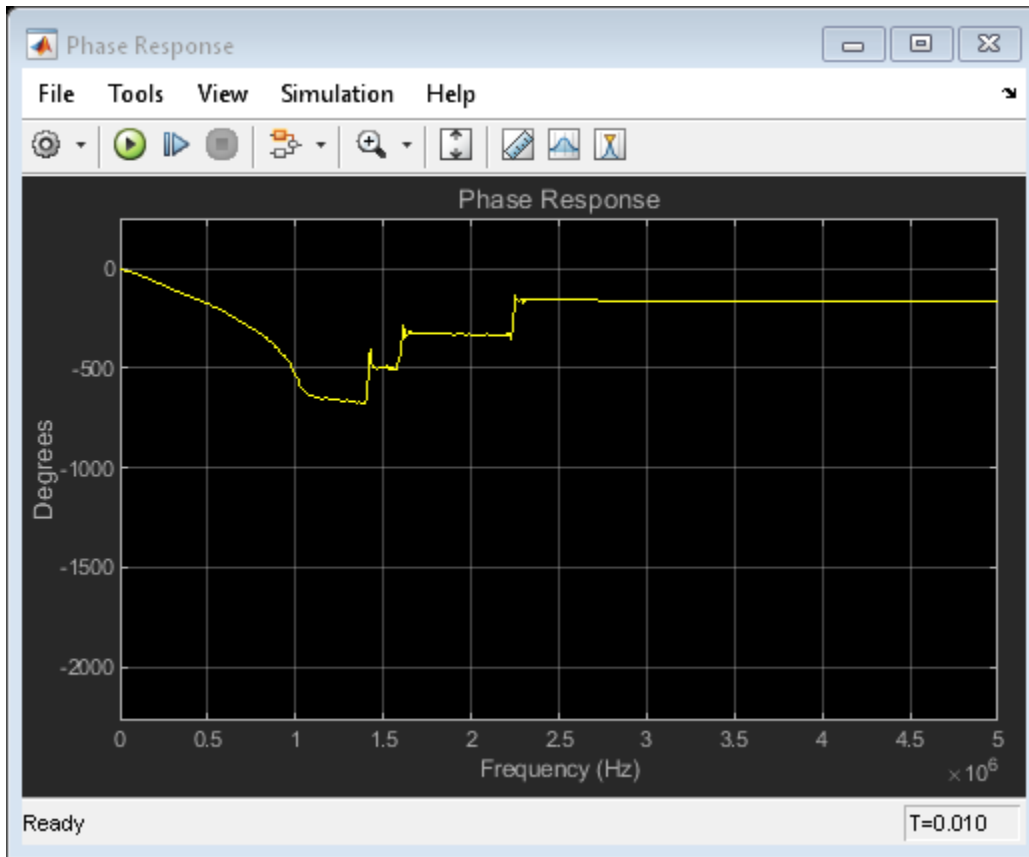 Phase Response
File Tools View Simulation Help
Phase Response
0
-500
-1000
-1500
-2000
Degrees
0 0.5 1 1.5 2 2.5 3 3.5 4 4.5 5
Frequency (Hz)
×10⁶
Ready T=0.010